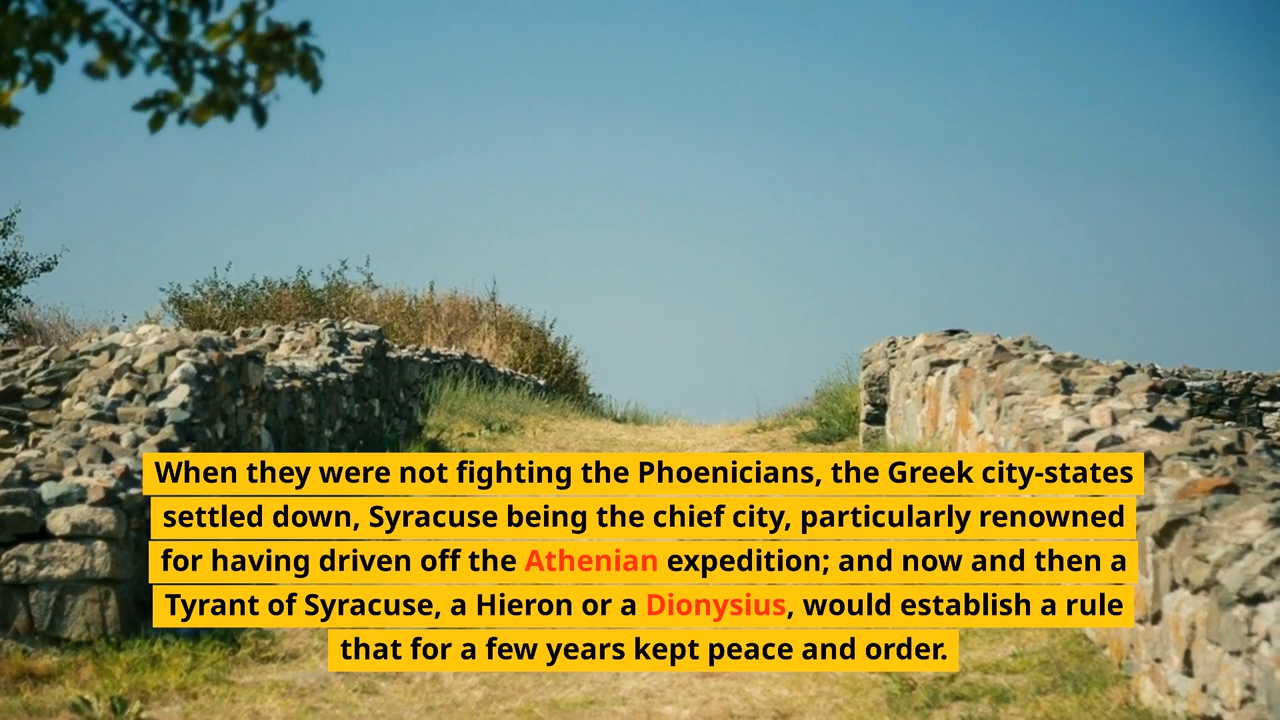 When they were not fighting the Phoenicians, the Greek city-states
settled down, Syracuse being the chief city, particularly renowned
for having driven off the Athenian expedition; and now and then a
Tyrant of Syracuse, a Hieron or a Dionysius, would establish a rule
that for a few years kept peace and order.